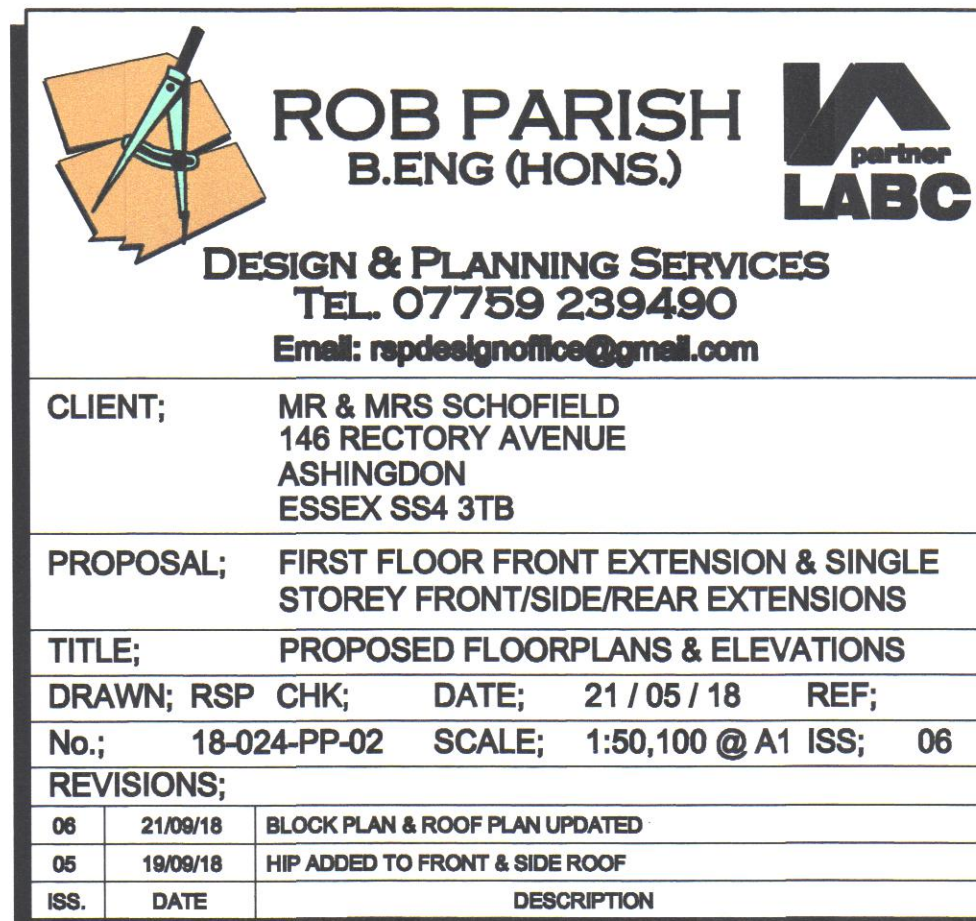 ROB PARISH
B.ENG (HONS.)
partner
LABC
DESIGN & PLANNING SERVICES
TEL. 07759 239490
Email: rspdesignoffice@gmail.com
CLIENT; MR & MRS SCHOFIELD
146 RECTORY AVENUE
ASHINGDON
ESSEX SS4 3TB
PROPOSAL; FIRST FLOOR FRONT EXTENSION & SINGLE
STOREY FRONT/SIDE/REAR EXTENSIONS
TITLE; PROPOSED FLOORPLANS & ELEVATIONS
DRAWN; RSP CHK; DATE; 21 / 05 / 18 REF;
No.; 18-024-PP-02 SCALE; 1:50,100 @ A1 ISS; 06
REVISIONS;
06 21/09/18 BLOCK PLAN & ROOF PLAN UPDATED
05 19/09/18 HIP ADDED TO FRONT & SIDE ROOF
ISS. DATE DESCRIPTION